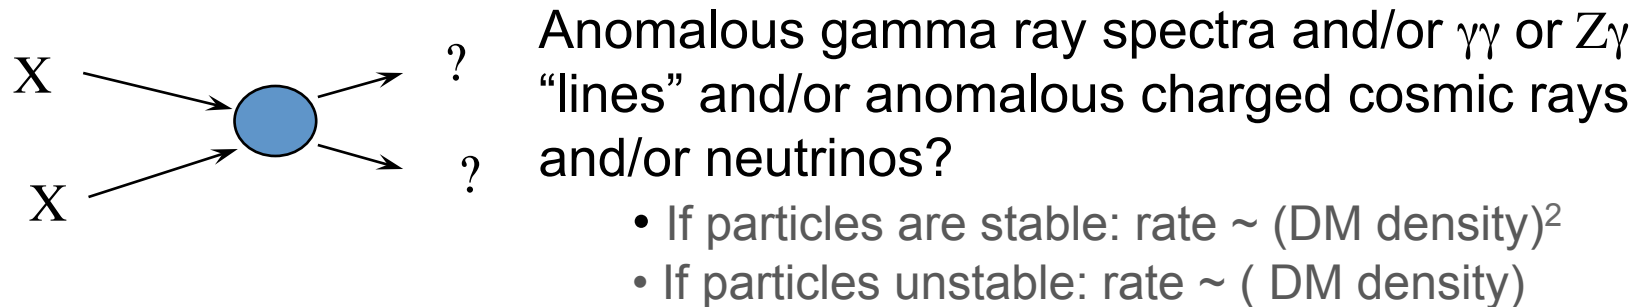 X
?
X
?
Anomalous gamma ray spectra and/or γγ or Zγ
“lines” and/or anomalous charged cosmic rays
and/or neutrinos?
• If particles are stable: rate ~ (DM density)²
• If particles unstable: rate ~ ( DM density)